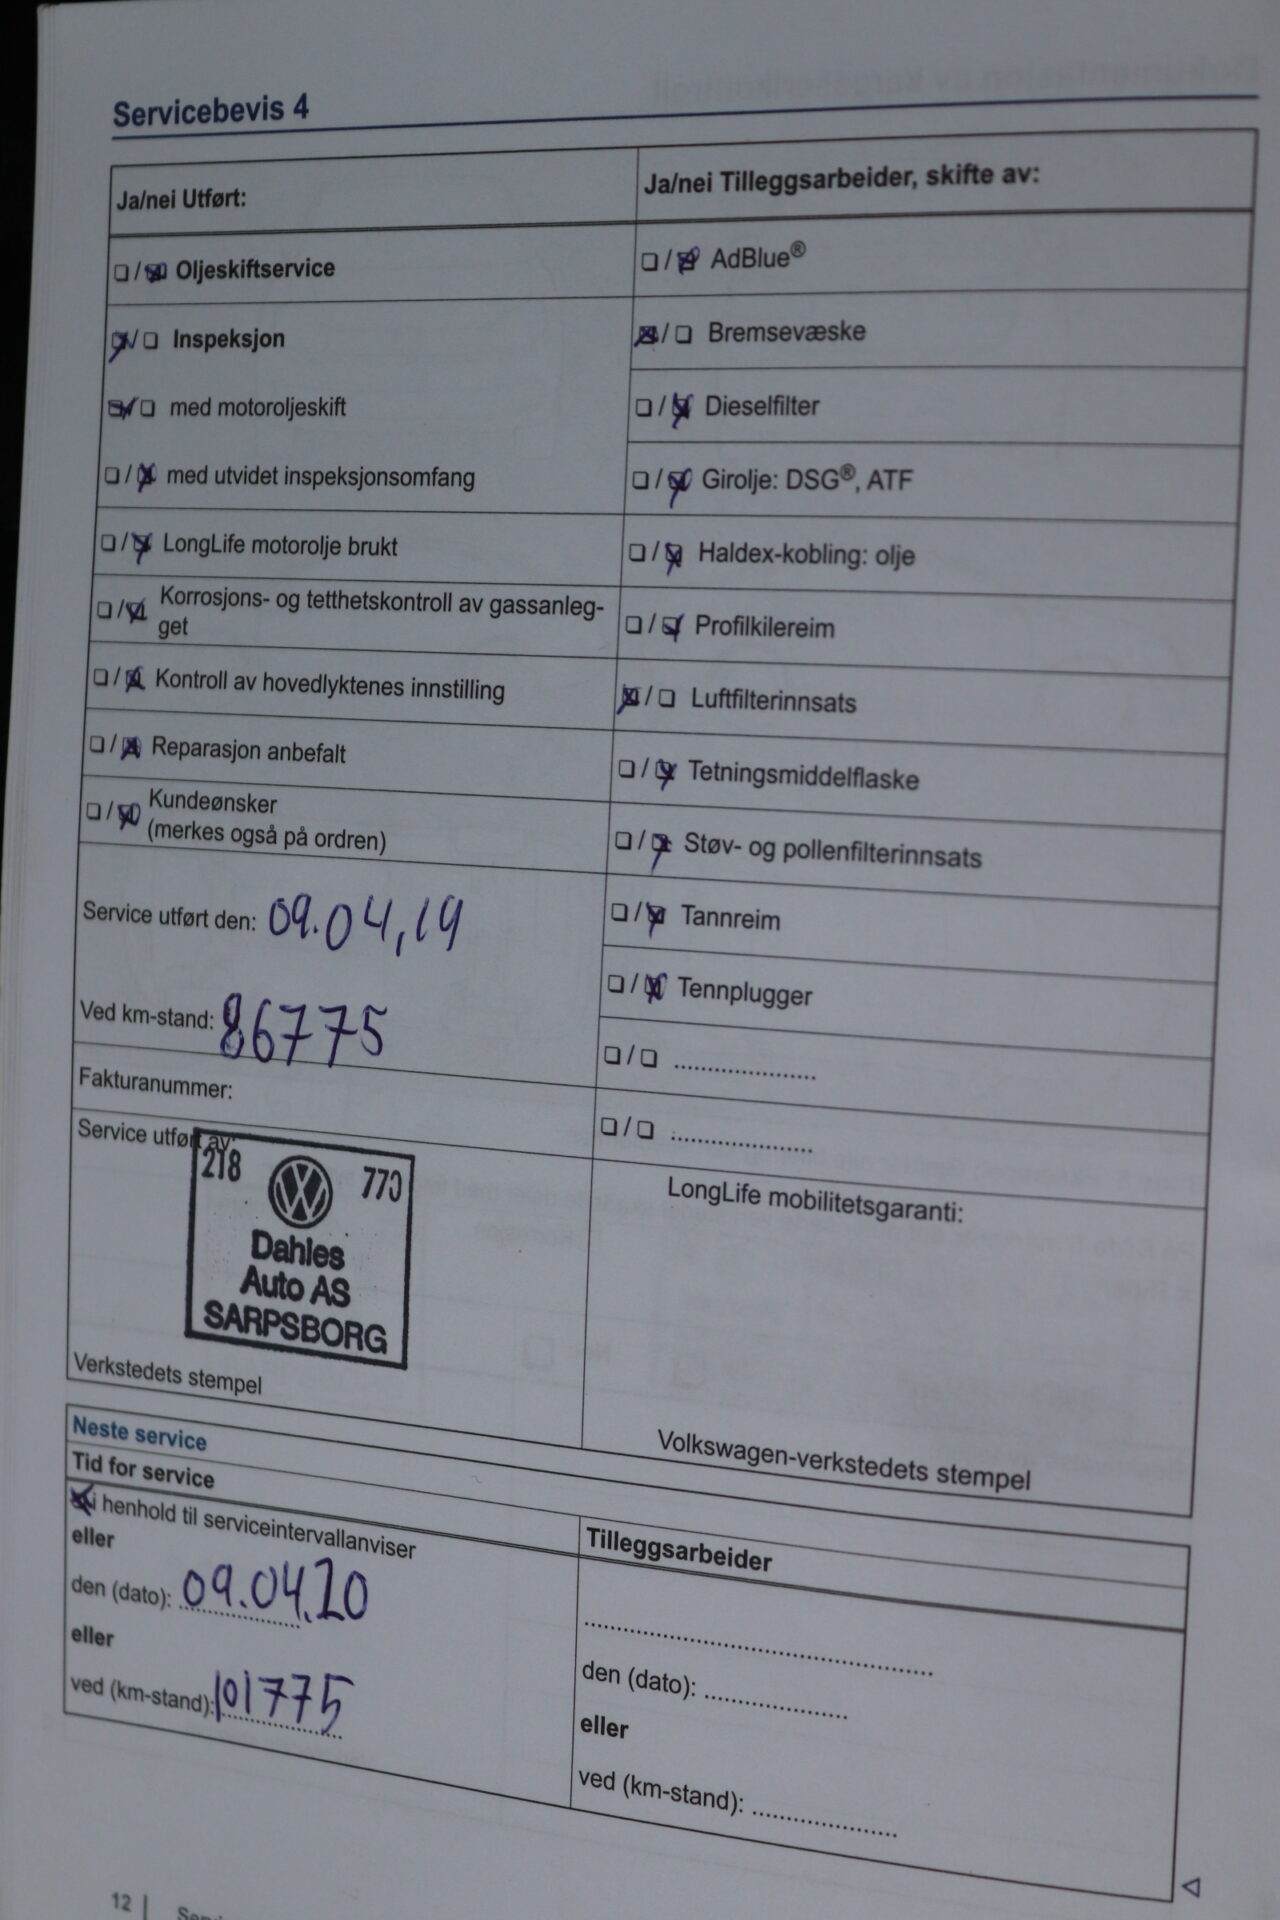 Servicebevis 4
Ja/nei Utført:
❏ / ☒ Oljeskiftservice
☒ / ❏ Inspeksjon
☒ / ❏ med motoroljeskift
❏ / ☒ med utvidet inspeksjonsomfang
❏ / ☒ LongLife motorolje brukt
❏ / ☒ Korrosjons- og tetthetskontroll av gassanleg-
get
❏ / ☒ Kontroll av hovedlyktenes innstilling
❏ / ☒ Reparasjon anbefalt
❏ / ☒ Kundeønsker
(merkes også på ordren)
Service utført den: 09.04,19
Ved km-stand: 86775
Fakturanummer:
Service utført av:
218 770
Dahles
Auto AS
SARPSBORG
Verkstedets stempel
Ja/nei Tilleggsarbeider, skifte av:
❏ / ☒ AdBlue®
☒ / ❏ Bremsevæske
❏ / ☒ Dieselfilter
❏ / ☒ Girolje: DSG®, ATF
❏ / ☒ Haldex-kobling: olje
❏ / ☒ Profilkilereim
☒ / ❏ Luftfilterinnsats
❏ / ☒ Tetningsmiddelflaske
❏ / ☒ Støv- og pollenfilterinnsats
❏ / ☒ Tannreim
❏ / ☒ Tennplugger
❏ / ❏ ....................
❏ / ❏ ....................
LongLife mobilitetsgaranti:
Volkswagen-verkstedets stempel
Neste service
Tid for service
☒ i henhold til serviceintervallanviser
eller
den (dato): 09.04.20
eller
ved (km-stand): 101775
Tilleggsarbeider
..................................................
den (dato): ....................
eller
ved (km-stand): ....................
12